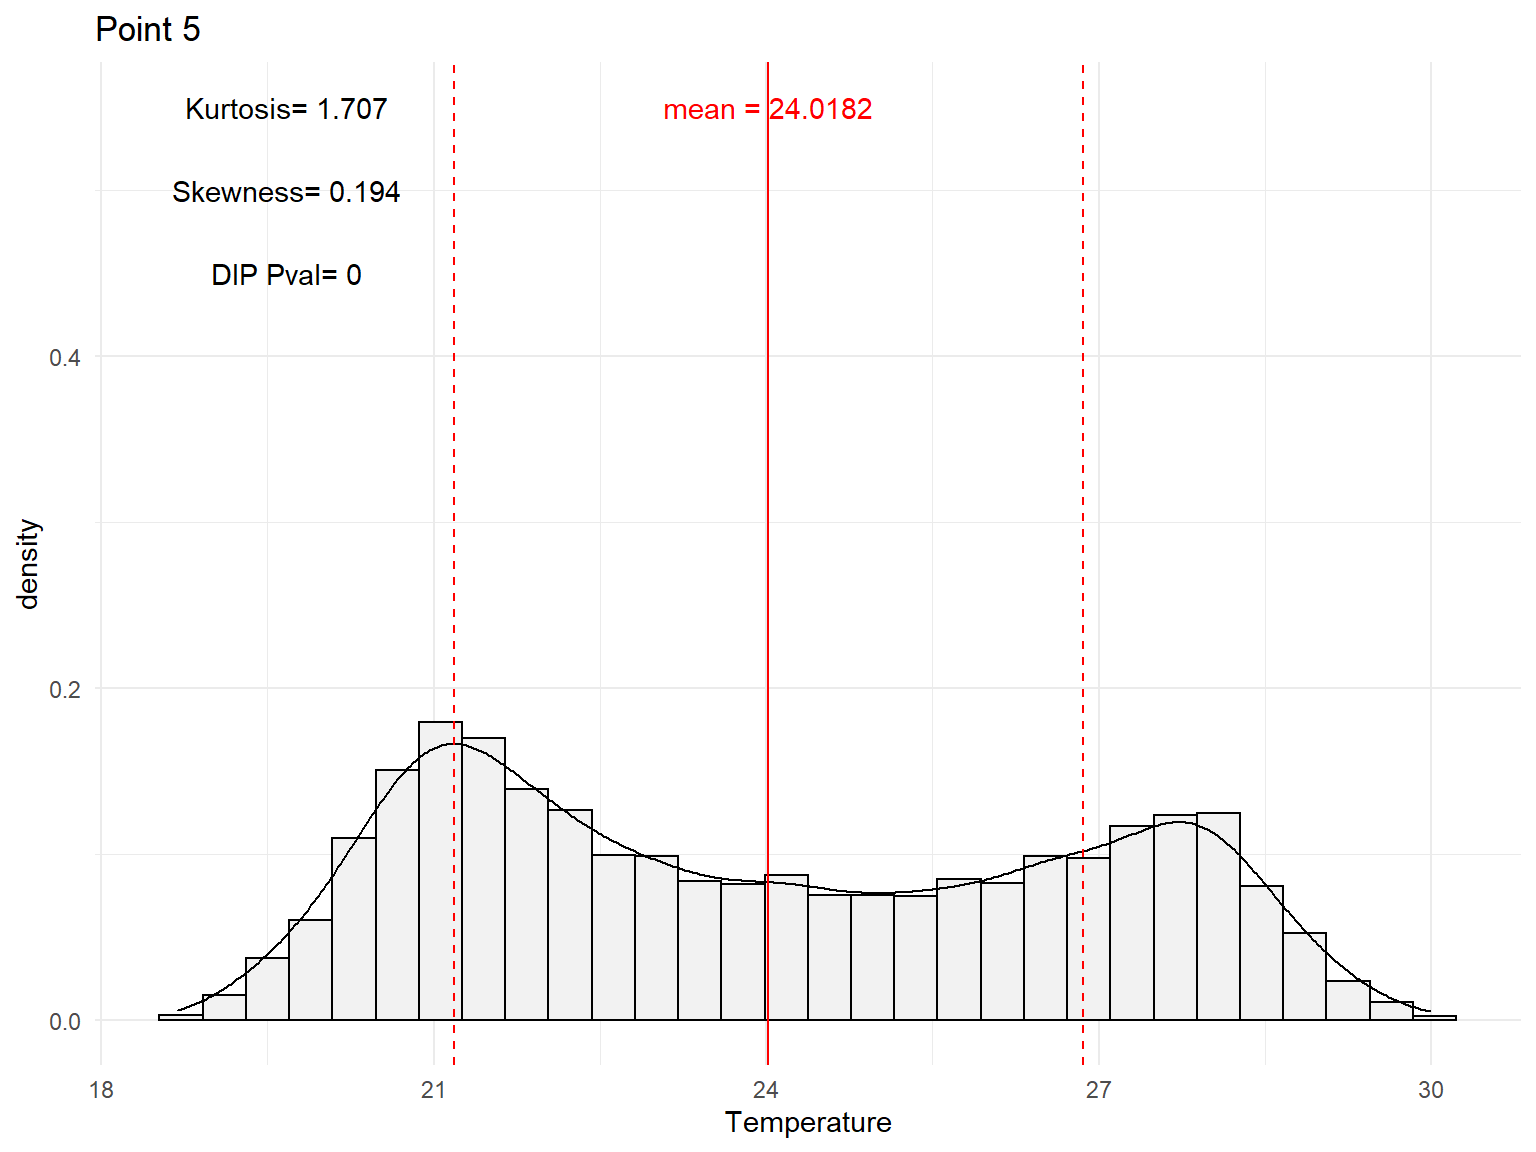 Point 5
Kurtosis= 1.707
mean = 24.0182
Skewness= 0.194
DIP Pval= 0
0.4
0.2
0.0
density
18
21
24
27
30
Temperature